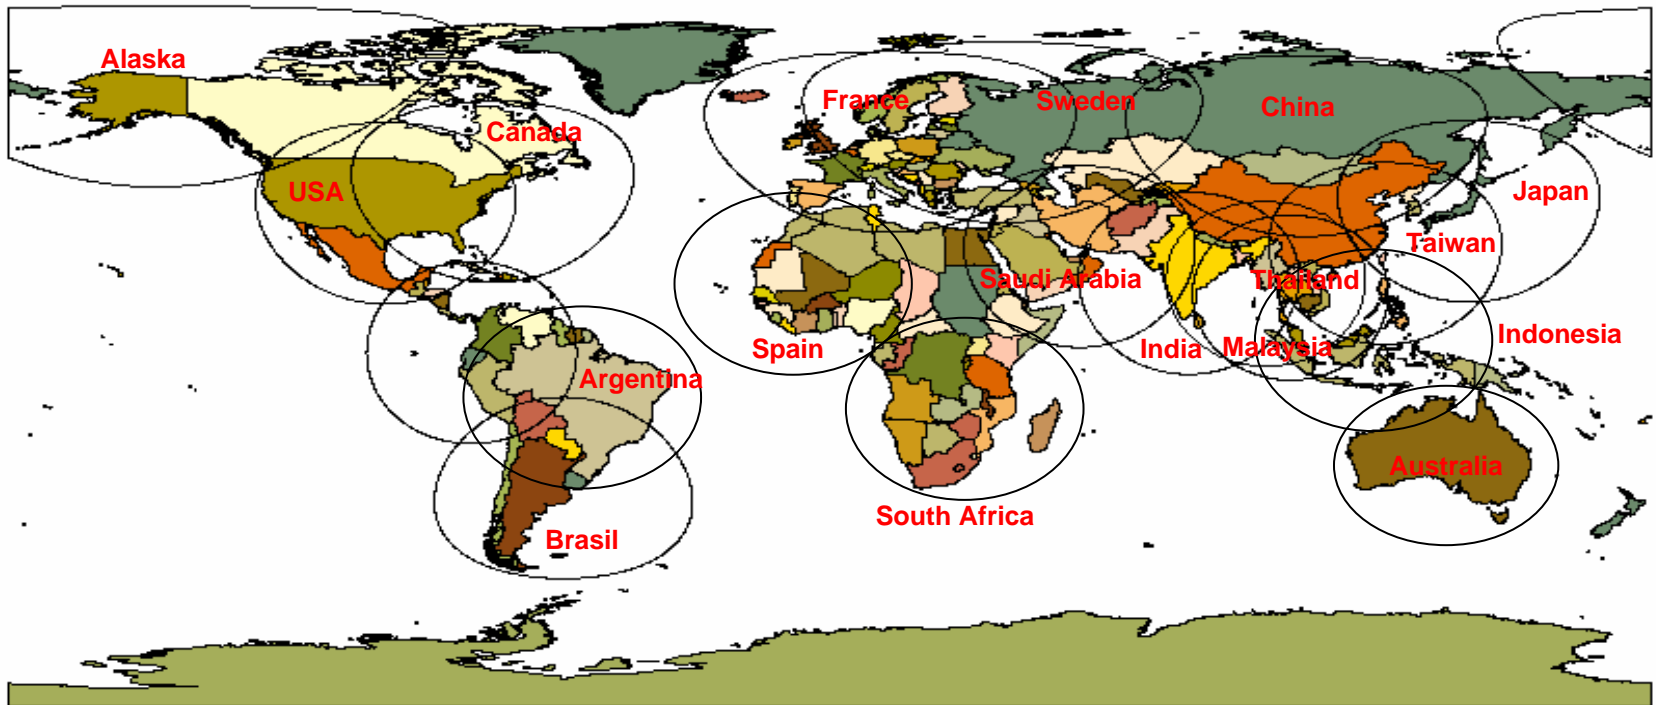 Alaska
France
Sweden
China
Canada
USA
Japan
Taiwan
Saudi Arabia
Thailand
Indonesia
Spain
India
Malaysia
Argentina
Australia
South Africa
Brasil